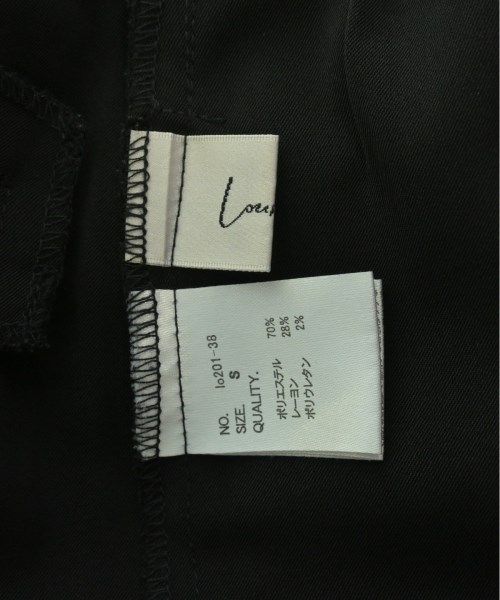 NO. lo201-38
SIZE. S
QUALITY.
ポリエステル 70%
レーヨン 28%
ポリウレタン 2%